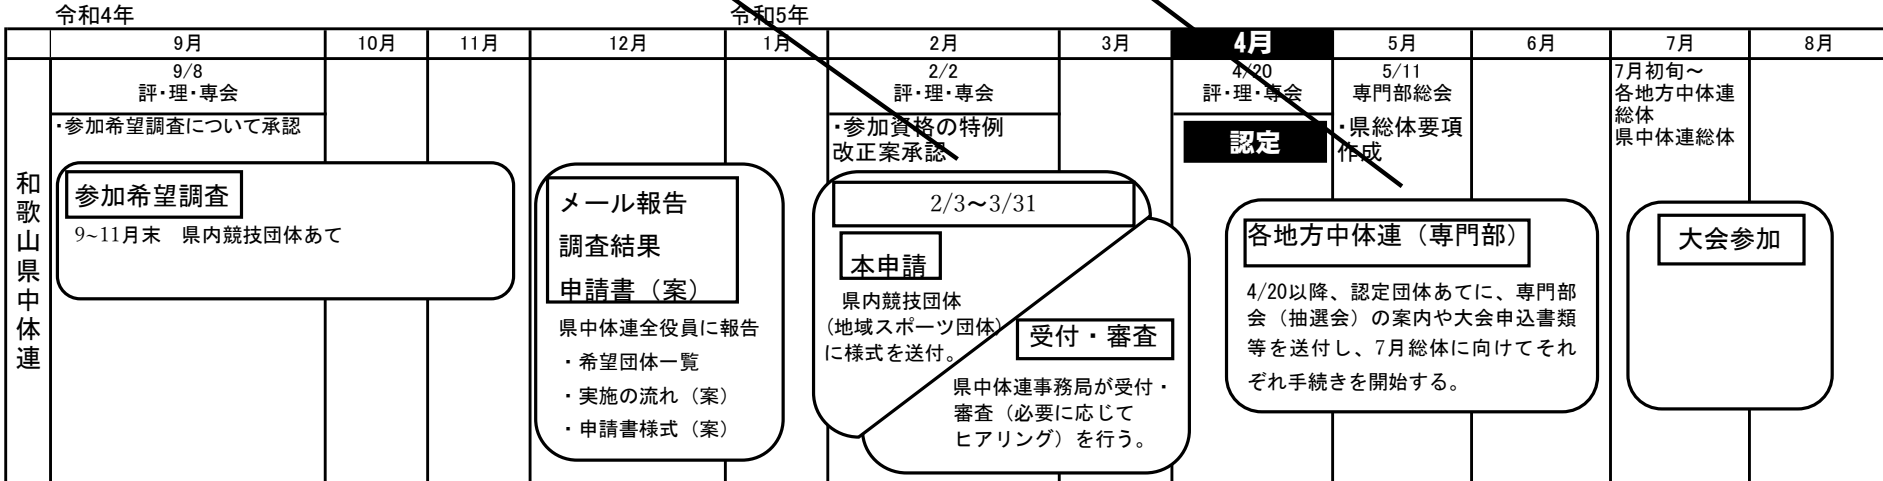 令和4年
令和5年
9月
10月
11月
12月
1月
2月
3月
4月
5月
6月
7月
8月
和歌山県中体連
9/8
評・理・専会
・参加希望調査について承認
2/2
評・理・専会
・参加資格の特例
改正案承認
4/20
評・理・専会
認定
5/11
専門部総会
・県総体要項
作成
7月初旬～
各地方中体連
総体
県中体連総体
参加希望調査
9~11月末　県内競技団体あて
メール報告
調査結果
申請書（案）
県中体連全役員に報告
・希望団体一覧
・実施の流れ（案）
・申請書様式（案）
2/3～3/31
本申請
県内競技団体
（地域スポーツ団体）
に様式を送付。
受付・審査
県中体連事務局が受付・
審査（必要に応じて
ヒアリング）を行う。
各地方中体連（専門部）
4/20以降、認定団体あてに、専門部
会（抽選会）の案内や大会申込書類
等を送付し、7月総体に向けてそれ
ぞれ手続きを開始する。
大会参加